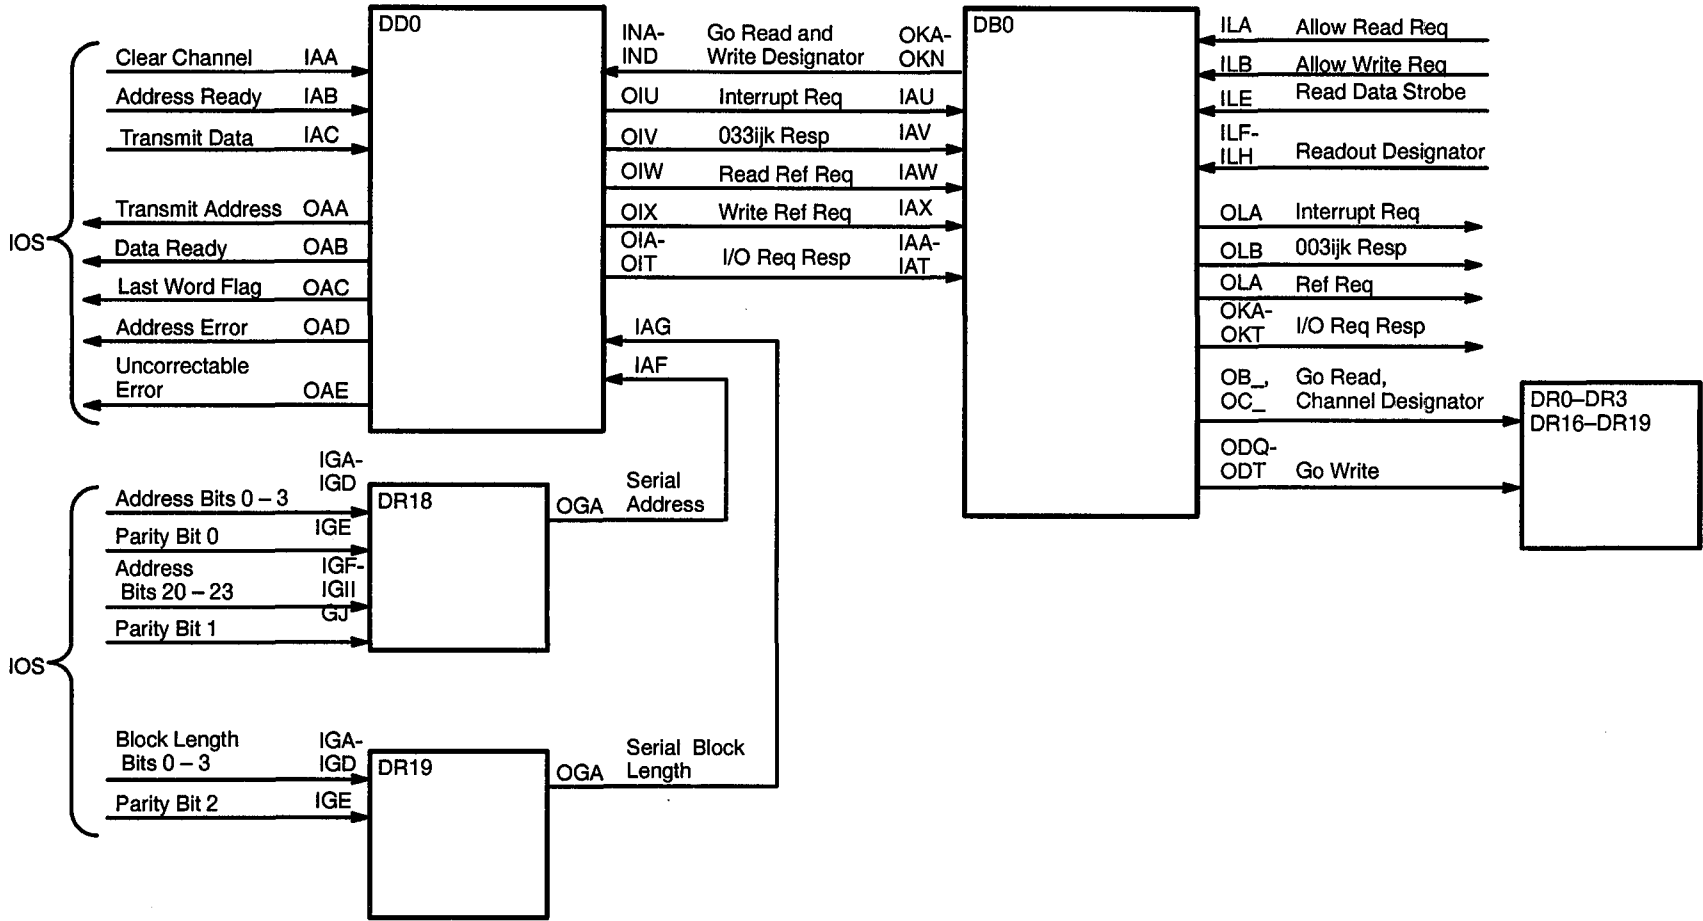 DD0
Clear Channel IAA
Address Ready IAB
Transmit Data IAC
IOS
Transmit Address OAA
Data Ready OAB
Last Word Flag OAC
Address Error OAD
Uncorrectable
Error OAE
INA- Go Read and OKA-
IND Write Designator OKN
OIU Interrupt Req IAU
OIV 033ijk Resp IAV
OIW Read Ref Req IAW
OIX Write Ref Req IAX
OIA- IAA-
OIT I/O Req Resp IAT
IAG
IAF
DB0
ILA Allow Read Req
ILB Allow Write Req
ILE Read Data Strobe
ILF-
ILH Readout Designator
OLA Interrupt Req
OLB 003ijk Resp
OLA Ref Req
OKA-
OKT I/O Req Resp
OB_, Go Read,
OC_ Channel Designator
ODQ-
ODT Go Write
DR0–DR3
DR16–DR19
IOS
IGA-
IGD
Address Bits 0 – 3
Parity Bit 0 IGE
Address IGF-
Bits 20 – 23 IGII
GJ
Parity Bit 1
DR18
OGA Serial
Address
Block Length IGA-
Bits 0 – 3 IGD
Parity Bit 2 IGE
DR19
OGA Serial Block
Length